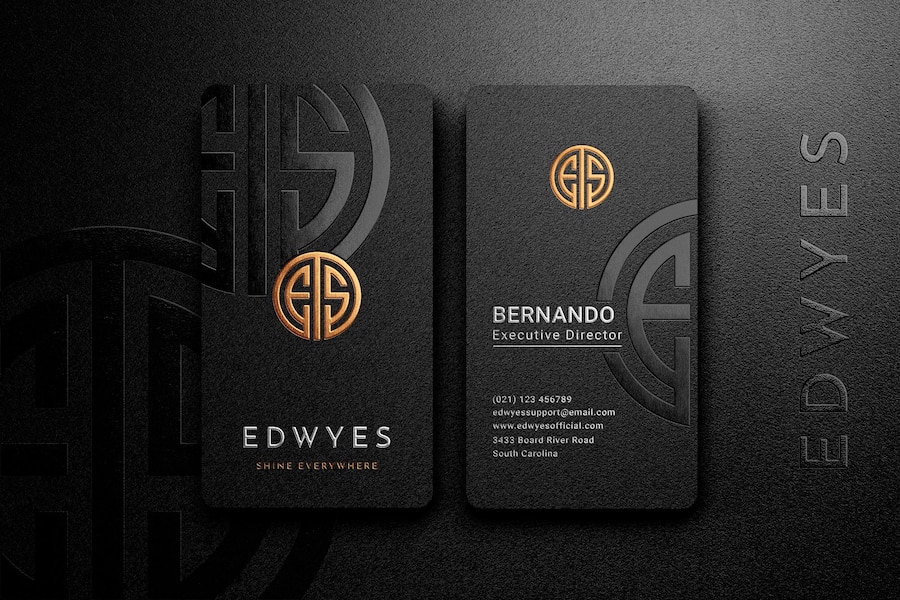 EDWYES
SHINE EVERYWHERE
BERNANDO
Executive Director
(021) 123 456789
edwyessupport@email.com
www.edwyesofficial.com
3433 Board River Road
South Carolina
EDWYES